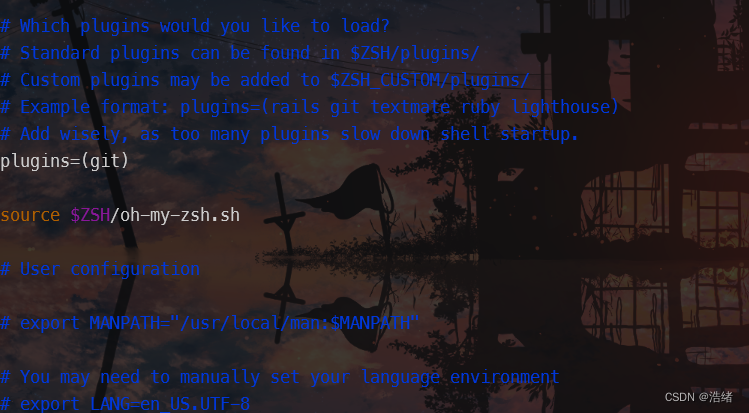 # Which plugins would you like to load?
# Standard plugins can be found in $ZSH/plugins/
# Custom plugins may be added to $ZSH_CUSTOM/plugins/
# Example format: plugins=(rails git textmate ruby lighthouse)
# Add wisely, as too many plugins slow down shell startup.
plugins=(git)
source $ZSH/oh-my-zsh.sh
# User configuration
# export MANPATH="/usr/local/man:$MANPATH"
# You may need to manually set your language environment
# export LANG=en_US.UTF-8
CSDN @浩绪